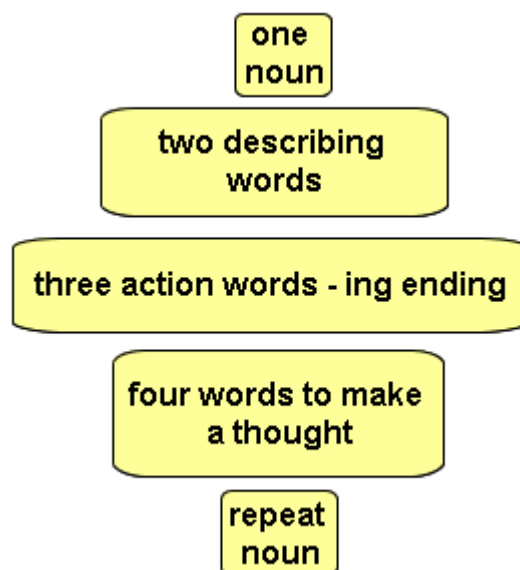 one
noun
two describing
words
three action words - ing ending
four words to make
a thought
repeat
noun